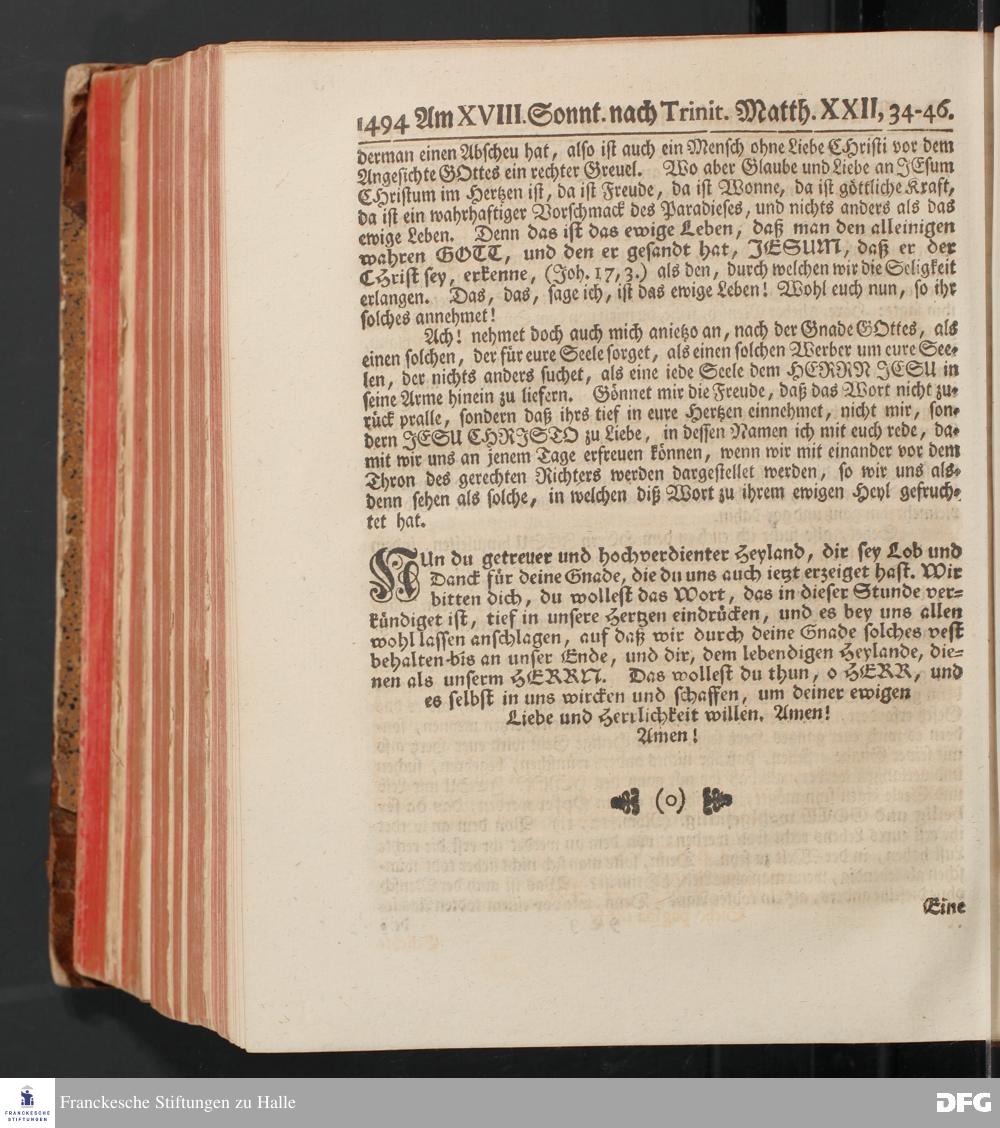 1494 Am XVIII. Sonnt. nach Trinit. Matth. XXII, 34-46.
derman einen Abscheu hat, also ist auch ein Mensch ohne Liebe CHristi vor dem
Angesichte GOttes ein rechter Greuel. Wo aber Glaube und Liebe an JEsum
CHristum im Hertzen ist, da ist Freude, da ist Wonne, da ist göttliche Kraft,
da ist ein wahrhaftiger Vorschmack des Paradieses, und nichts anders als das
ewige Leben. Denn das ist das ewige Leben, daß man den alleinigen
wahren GOTT, und den er gesandt hat, JESUM, daß er der
CHrist sey, erkenne, (Joh. 17, 3.) als den, durch welchen wir die Seligkeit
erlangen. Das, das, sage ich, ist das ewige Leben! Wohl euch nun, so ihr
solches annehmet!
Ach! nehmet doch auch mich anietzo an, nach der Gnade GOttes, als
einen solchen, der für eure Seele sorget, als einen solchen Werber um eure See-
len, der nichts anders suchet, als eine iede Seele dem HERRN JESU in
seine Arme hinein zu liefern. Gönnet mir die Freude, daß das Wort nicht zu-
rück pralle, sondern daß ihrs tief in eure Hertzen einnehmet, nicht mir, son-
dern JESU CHRISTO zu Liebe, in dessen Namen ich mit euch rede, da-
mit wir uns an jenem Tage erfreuen können, wenn wir mit einander vor dem
Thron des gerechten Richters werden dargestellet werden, so wir uns als-
denn sehen als solche, in welchen diß Wort zu ihrem ewigen Heyl gefruch-
tet hat.
NUn du getreuer und hochverdienter Heyland, dir sey Lob und
Danck für deine Gnade, die du uns auch ietzt erzeiget hast. Wir
bitten dich, du wollest das Wort, das in dieser Stunde ver-
kündiget ist, tief in unsere Hertzen eindrücken, und es bey uns allen
wohl lassen anschlagen, auf daß wir durch deine Gnade solches vest
behalten bis an unser Ende, und dir, dem lebendigen Heylande, die-
nen als unserm HERRN. Das wollest du thun, o HERR, und
es selbst in uns wircken und schaffen, um deiner ewigen
Liebe und Herrlichkeit willen. Amen!
Amen!
(o)
Eine
FRANCKESCHE
STIFTUNGEN
Franckesche Stiftungen zu Halle
DFG